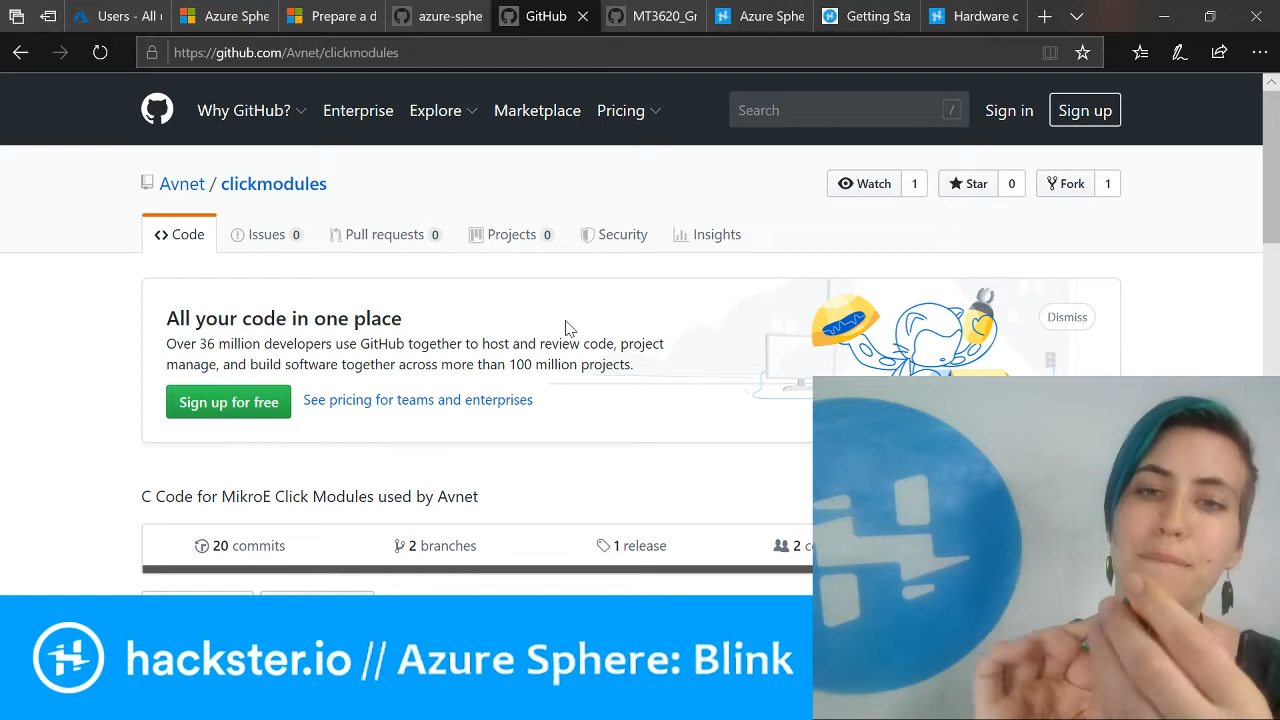 Users - All u
Azure Sphe
Prepare a d
azure-sphe
GitHub
MT3620_Gr
Azure Sphe
Getting Sta
Hardware c
https://github.com/Avnet/clickmodules
Why GitHub? Enterprise Explore Marketplace Pricing Search / Sign in Sign up
Avnet / clickmodules Watch 1 Star 0 Fork 1
Code Issues 0 Pull requests 0 Projects 0 Security Insights
All your code in one place
Dismiss
Over 36 million developers use GitHub together to host and review code, project
manage, and build software together across more than 100 million projects.
Sign up for free See pricing for teams and enterprises
C Code for MikroE Click Modules used by Avnet
20 commits 2 branches 1 release 2 c
hackster.io // Azure Sphere: Blink